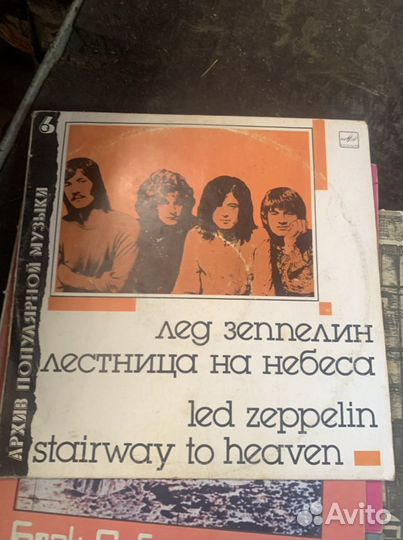 6
АРХИВ ПОПУЛЯРНОЙ МУЗЫКИ
лед зеппелин
лестница на небеса
led zeppelin
stairway to heaven
Avito